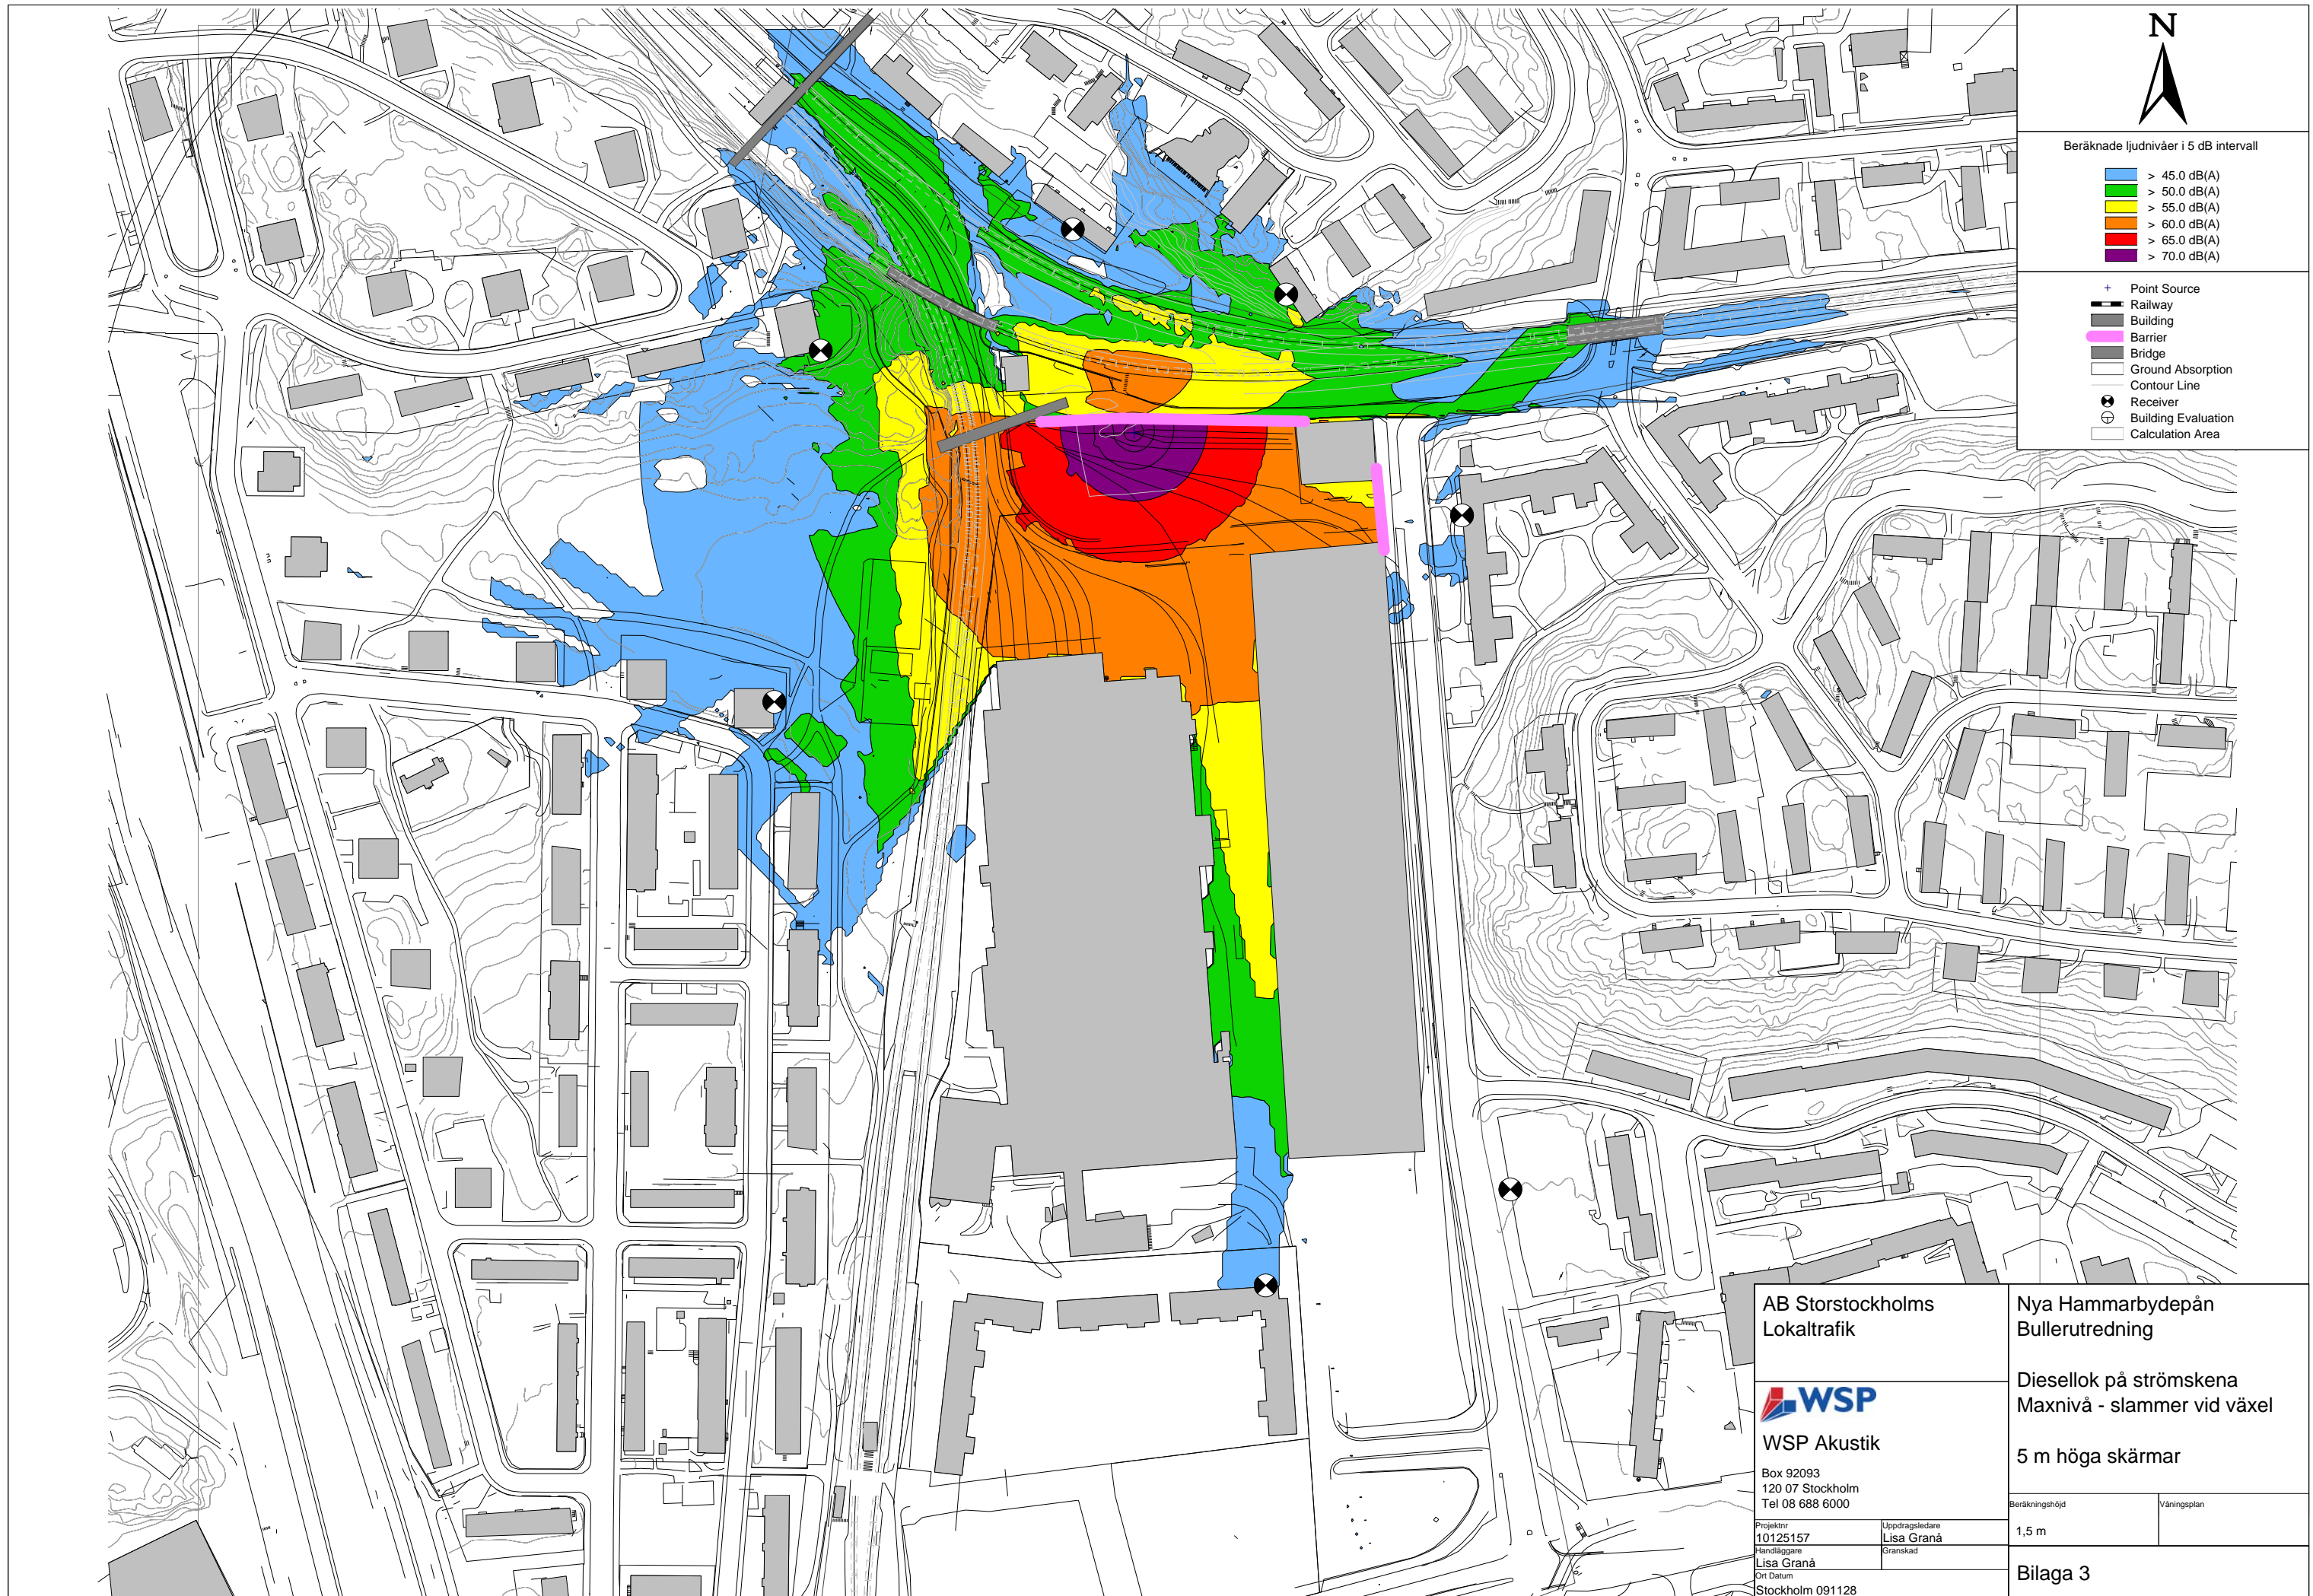 N
Beräknade ljudnivåer i 5 dB intervall
> 45.0 dB(A)
> 50.0 dB(A)
> 55.0 dB(A)
> 60.0 dB(A)
> 65.0 dB(A)
> 70.0 dB(A)
Point Source
Railway
Building
Barrier
Bridge
Ground Absorption
Contour Line
Receiver
Building Evaluation
Calculation Area
AB Storstockholms
Lokaltrafik
WSP
WSP Akustik
Box 92093
120 07 Stockholm
Tel 08 688 6000
Projektnr
10125157
Uppdragsledare
Lisa Granå
Handläggare
Lisa Granå
Granskad
Ort Datum
Stockholm 091128
Nya Hammarbydepån
Bullerutredning
Diesellok på strömskena
Maxnivå - slammer vid växel
5 m höga skärmar
Beräkningshöjd
1,5 m
Våningsplan
Bilaga 3